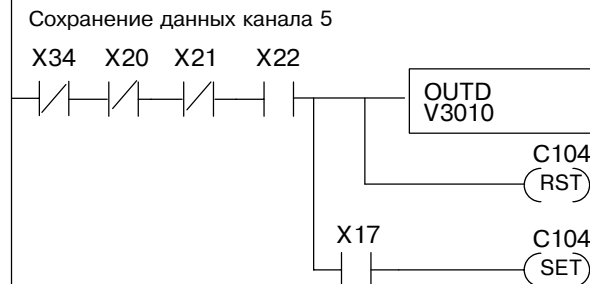 Сохранение данных канала 5
X34 X20 X21 X22
OUTD
V3010
C104
RST
X17
C104
SET